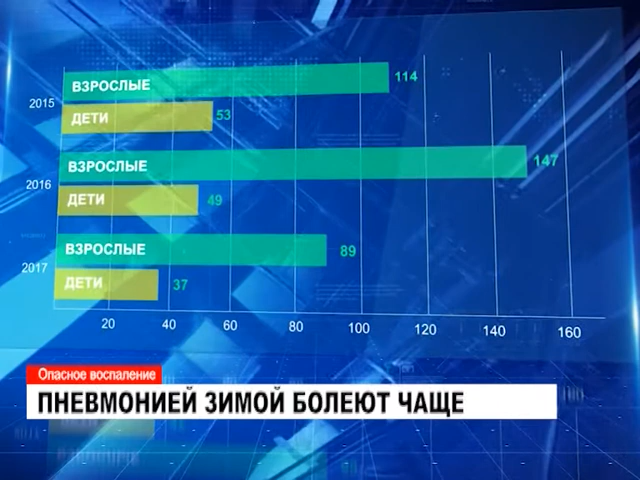 ВЗРОСЛЫЕ 114
2015
ДЕТИ 53
ВЗРОСЛЫЕ 147
2016
ДЕТИ 49
ВЗРОСЛЫЕ 89
2017
ДЕТИ 37
20 40 60 80 100 120 140 160
Опасное воспаление
ПНЕВМОНИЕЙ ЗИМОЙ БОЛЕЮТ ЧАЩЕ